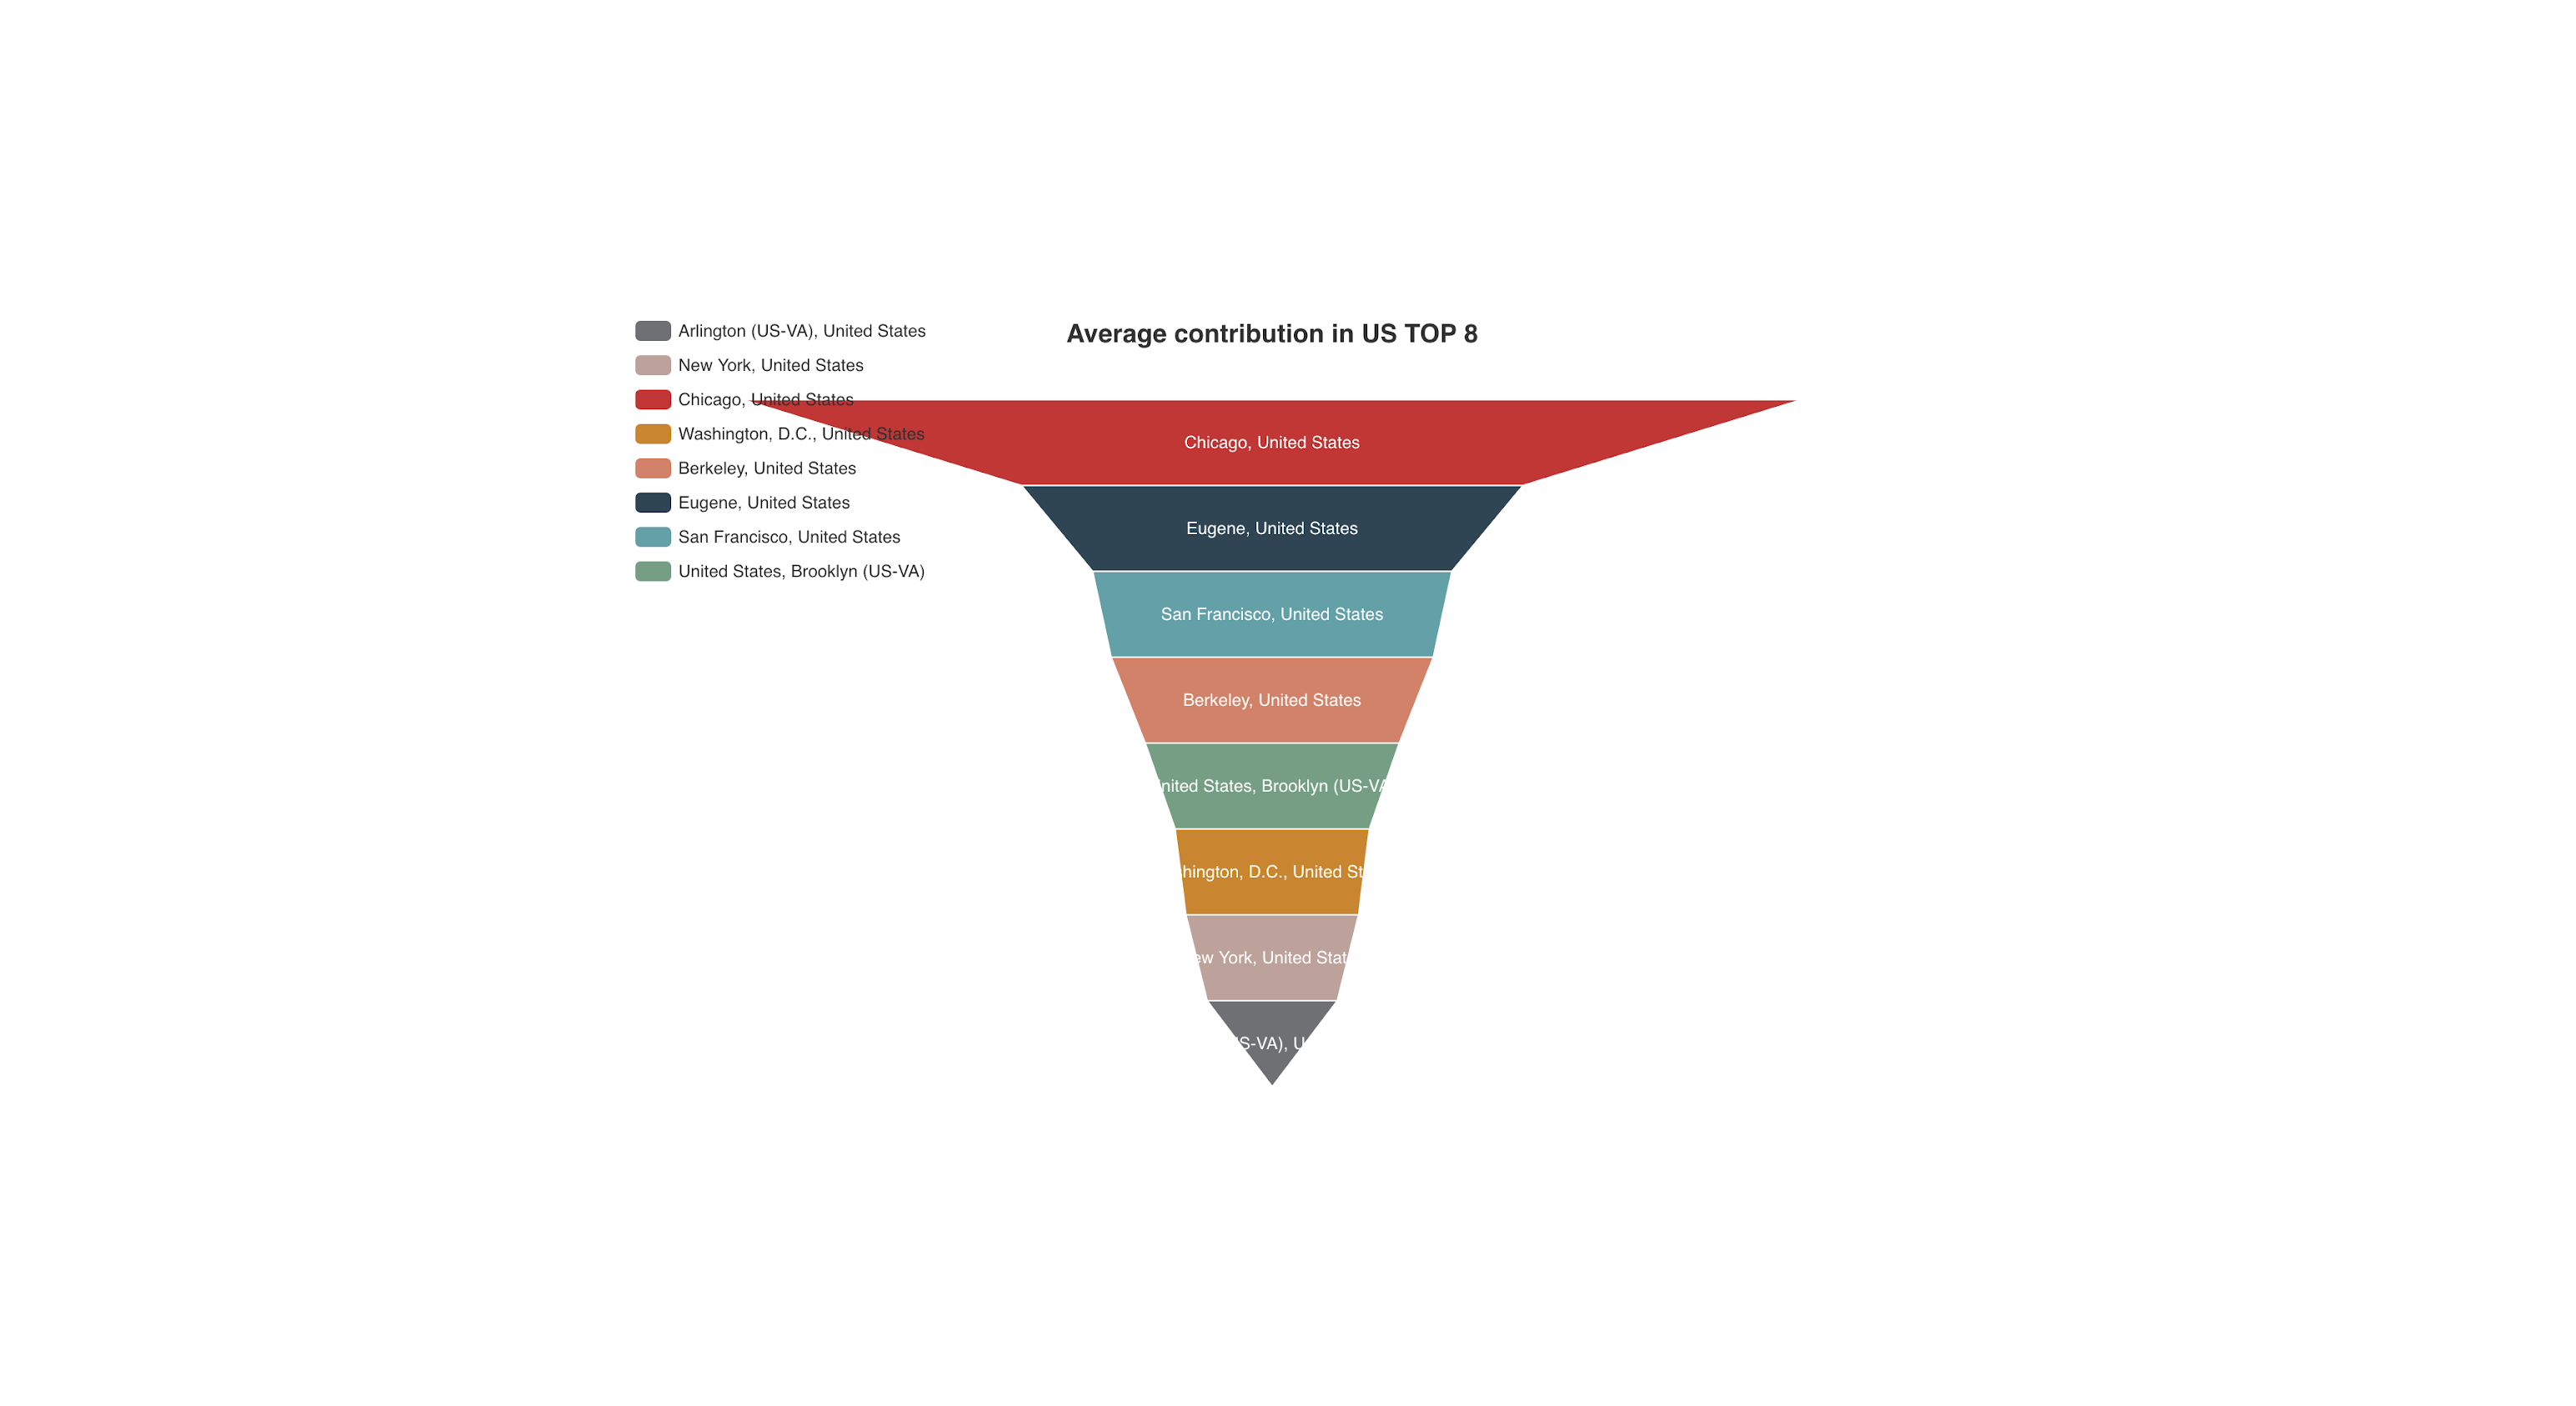 Average contribution in US TOP 8
Arlington (US-VA), United States
New York, United States
Chicago, United States
Washington, D.C., United States
Berkeley, United States
Eugene, United States
San Francisco, United States
United States, Brooklyn (US-VA)
Chicago, United States
Eugene, United States
San Francisco, United States
Berkeley, United States
nited States, Brooklyn (US-VA
hington, D.C., United St
ew York, United Stat
S-VA), U